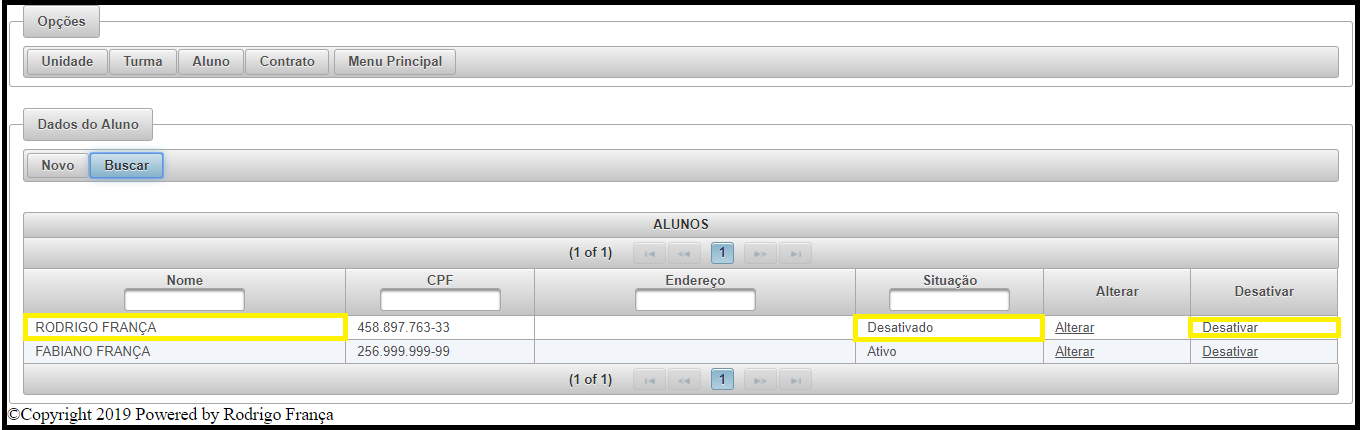 Opções
Unidade Turma Aluno Contrato Menu Principal
Dados do Aluno
Novo Buscar
ALUNOS
(1 of 1) 1
Nome CPF Endereço Situação Alterar Desativar
RODRIGO FRANÇA 458.897.763-33 Desativado Alterar Desativar
FABIANO FRANÇA 256.999.999-99 Ativo Alterar Desativar
(1 of 1) 1
©Copyright 2019 Powered by Rodrigo França